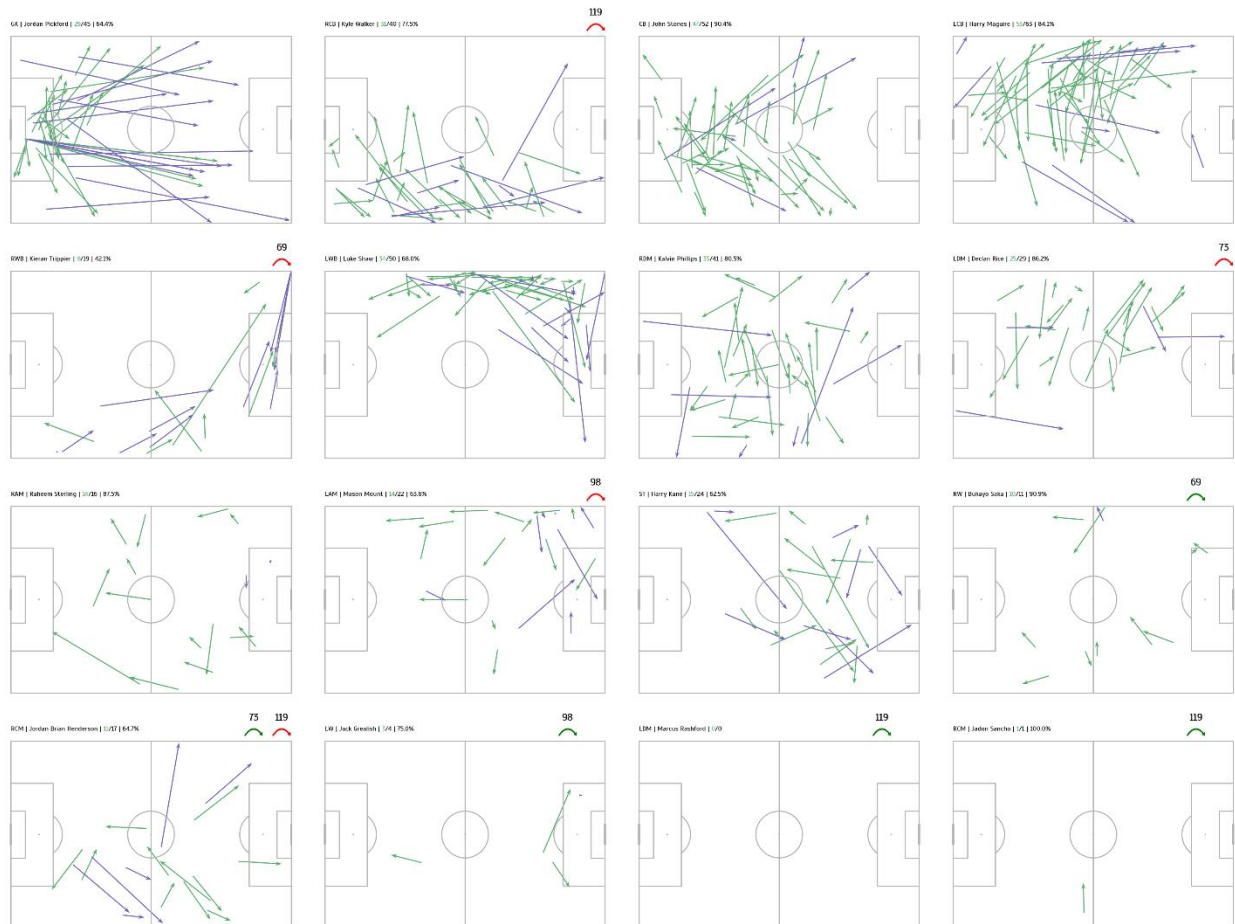 119
GK | Jordan Pickford | 29/45 | 64.4%
RCB | Kyle Walker | 31/40 | 77.5%
CB | John Stones | 47/52 | 90.4%
LCB | Harry Maguire | 53/63 | 84.1%
69
73
RWB | Kieran Trippier | 8/19 | 42.1%
LWB | Luke Shaw | 34/50 | 68.0%
RDM | Kalvin Phillips | 33/41 | 80.5%
LDM | Declan Rice | 25/29 | 86.2%
98
69
RAM | Raheem Sterling | 14/16 | 87.5%
LAM | Mason Mount | 14/22 | 63.6%
ST | Harry Kane | 15/24 | 62.5%
RW | Bukayo Saka | 10/11 | 90.9%
73
119
98
119
119
RCM | Jordan Brian Henderson | 11/17 | 64.7%
LW | Jack Grealish | 3/4 | 75.0%
LDM | Marcus Rashford | 0/0
RCM | Jadon Sancho | 1/1 | 100.0%